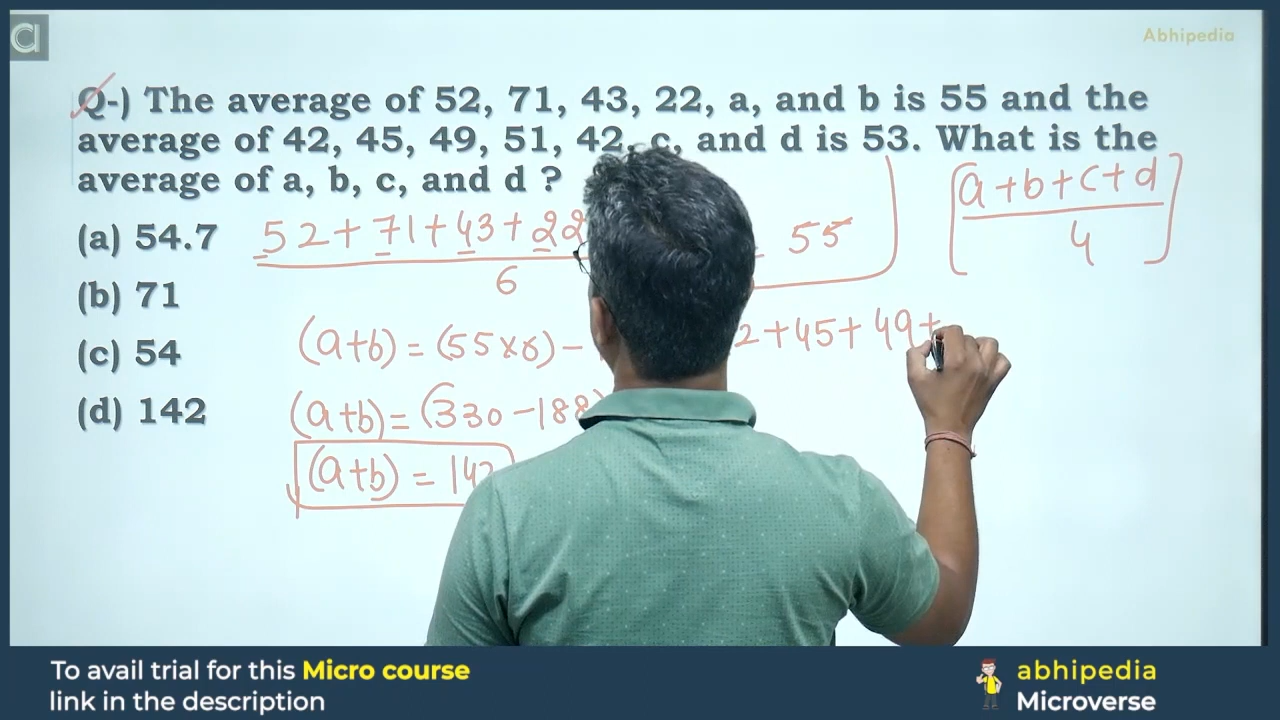 a
Abhipedia
Q-) The average of 52, 71, 43, 22, a, and b is 55 and the
average of 42, 45, 49, 51, 42, c, and d is 53. What is the
average of a, b, c, and d ?
(a) 54.7
(b) 71
(c) 54
(d) 142
52+71+43+22
6
55
a+b+c+d
4
(a+b) = (55×6) -
2+45+49+
(a+b) = (330-188)
(a+b) = 142
To avail trial for this Micro course
link in the description
abhipedia
Microverse